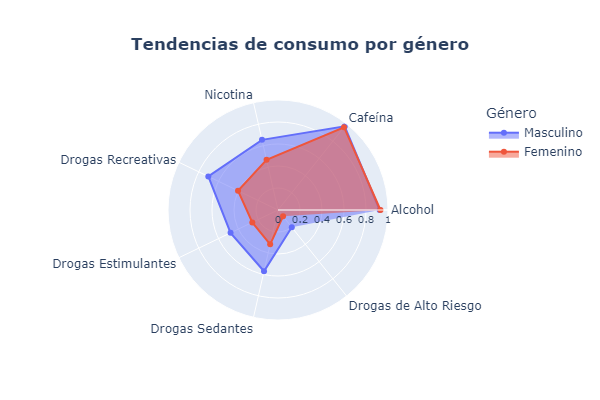 Tendencias de consumo por género
Nicotina
Cafeína
Género
Masculino
Femenino
Drogas Recreativas
Alcohol
0 0.2 0.4 0.6 0.8 1
Drogas Estimulantes
Drogas de Alto Riesgo
Drogas Sedantes